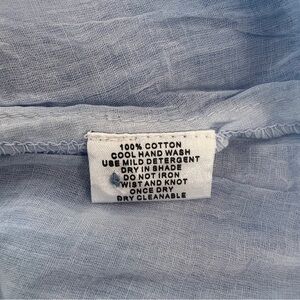 100% COTTON
COOL HAND WASH
USE MILD DETERGENT
DRY IN SHADE
DO NOT IRON
WIST AND KNOT
ONCE DRY
DRY CLEANABLE